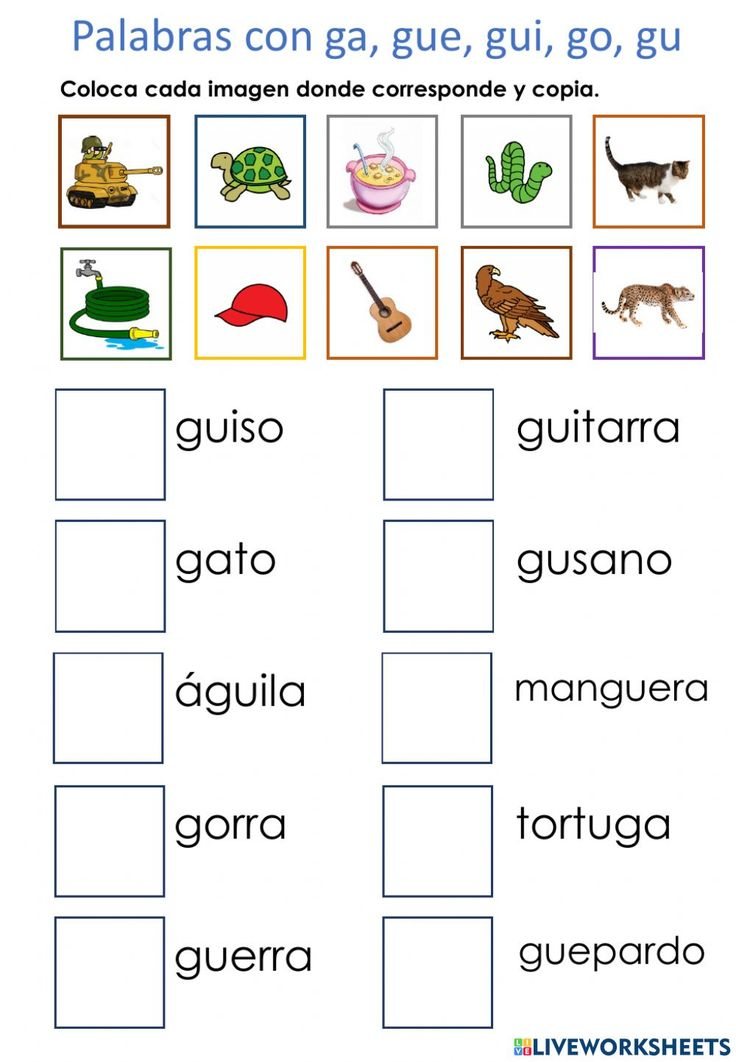 Palabras con ga, gue, gui, go, gu
Coloca cada imagen donde corresponde y copia.
guiso
guitarra
gato
gusano
águila
manguera
gorra
tortuga
guerra
guepardo
LIVE LIVEWORKSHEETS